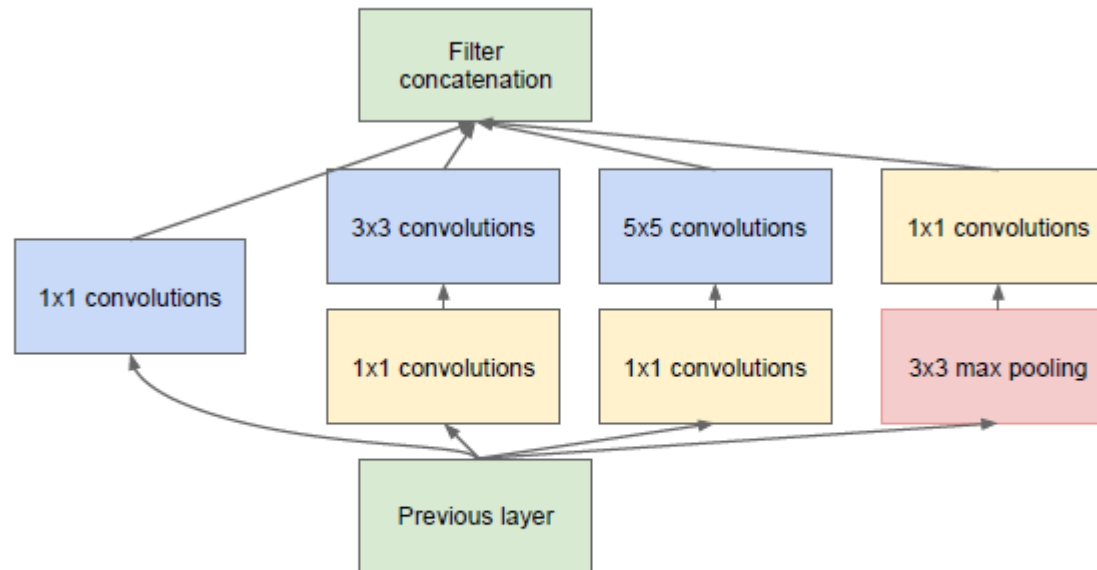 Filter
concatenation
3x3 convolutions
5x5 convolutions
1x1 convolutions
1x1 convolutions
1x1 convolutions
1x1 convolutions
3x3 max pooling
Previous layer